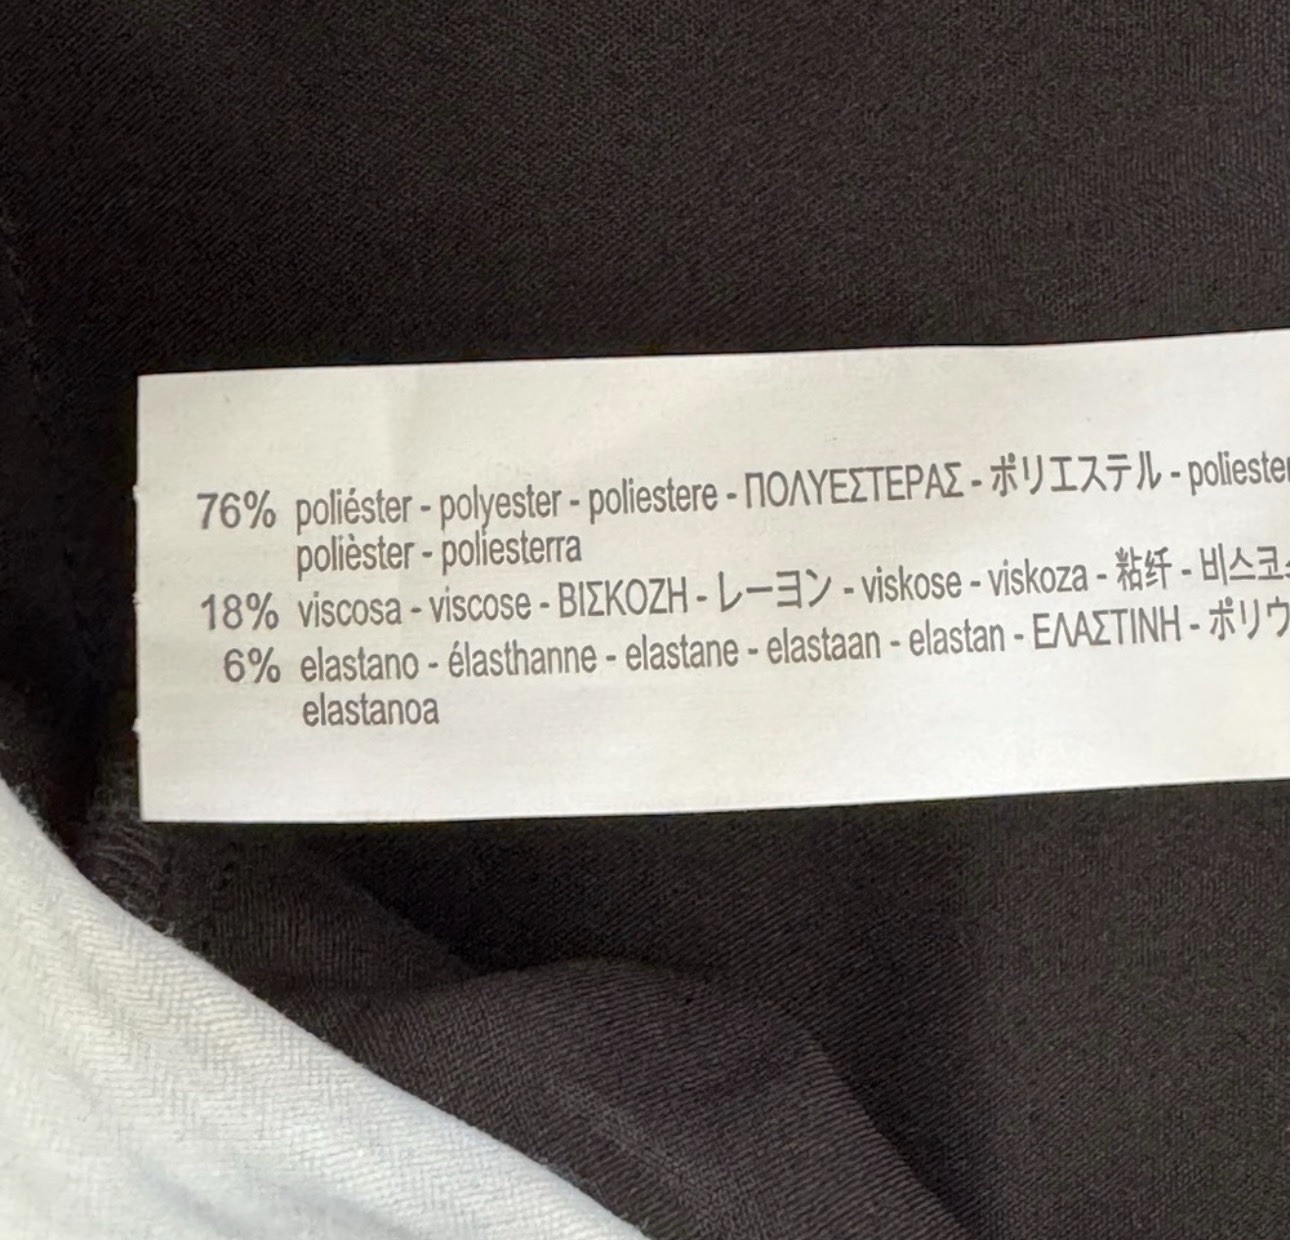 76% poliéster - polyester - poliestere - ΠΟΛΥΕΣΤΕΡΑΣ - ポリエステル - poliester
polièster - poliesterra
18% viscosa - viscose - ΒΙΣΚΟΖΗ - レーヨン - viskose - viskoza - 粘纤 - 비스코
6% elastano - élasthanne - elastane - elastaan - elastan - ΕΛΑΣΤΙΝΗ - ポリウ
elastanoa